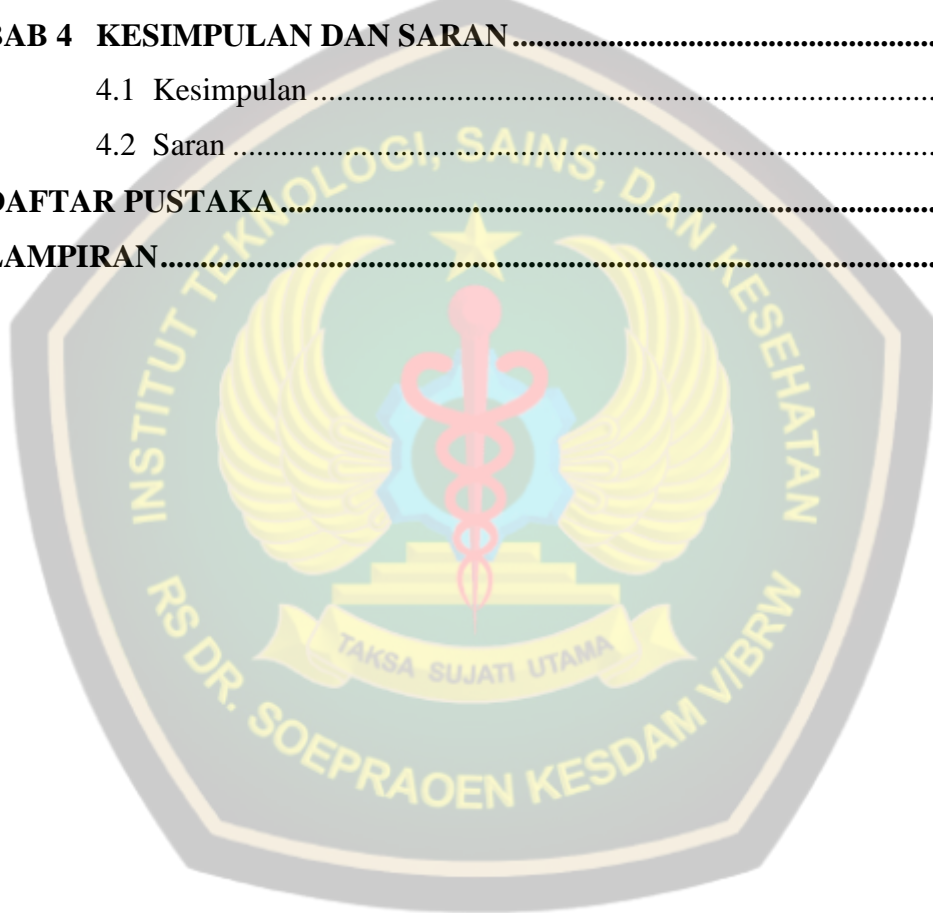 BAB 4 KESIMPULAN DAN SARAN ........................................................
4.1 Kesimpulan ................................................................................
4.2 Saran ..........................................................................................
DAFTAR PUSTAKA ...................................................................................
LAMPIRAN ..................................................................................................
INSTITUT TEKNOLOGI, SAINS, DAN KESEHATAN
TAKSA SUJATI UTAMA
RS DR. SOEPRAOEN KESDAM V/BRW